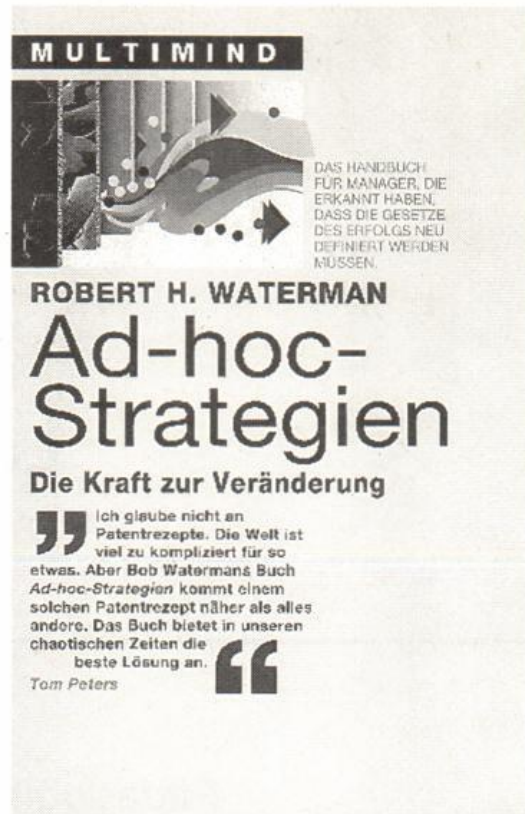 MULTIMIND
DAS HANDBUCH
FÜR MANAGER, DIE
ERKANNT HABEN,
DASS DIE GESETZE
DES ERFOLGS NEU
DEFINIERT WERDEN
MÜSSEN.
ROBERT H. WATERMAN
Ad-hoc-
Strategien
Die Kraft zur Veränderung
„ Ich glaube nicht an
Patentrezepte. Die Welt ist
viel zu kompliziert für so
etwas. Aber Bob Watermans Buch
Ad-hoc-Strategien kommt einem
solchen Patentrezept näher als alles
andere. Das Buch bietet in unseren
chaotischen Zeiten die
beste Lösung an. “
Tom Peters